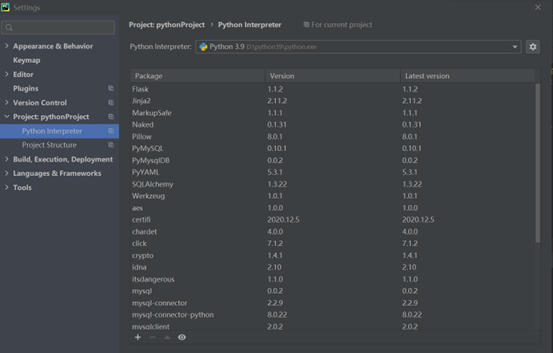 Settings
Appearance & Behavior
Keymap
Editor
Plugins
Version Control
Project: pythonProject
Python Interpreter
Project Structure
Build, Execution, Deployment
Languages & Frameworks
Tools
Project: pythonProject › Python Interpreter For current project
Python Interpreter: Python 3.9 D:\python39\python.exe
Package Version Latest version
Flask 1.1.2 1.1.2
Jinja2 2.11.2 2.11.2
MarkupSafe 1.1.1 1.1.1
Naked 0.1.31 0.1.31
Pillow 8.0.1 8.0.1
PyMySQL 0.10.1 0.10.1
PyMysqlDB 0.0.2 0.0.2
PyYAML 5.3.1 5.3.1
SQLAlchemy 1.3.22 1.3.22
Werkzeug 1.0.1 1.0.1
aes 1.0.0 1.0.0
certifi 2020.12.5 2020.12.5
chardet 4.0.0 4.0.0
click 7.1.2 7.1.2
crypto 1.4.1 1.4.1
idna 2.10 2.10
itsdangerous 1.1.0 1.1.0
mysql 0.0.2 0.0.2
mysql-connector 2.2.9 2.2.9
mysql-connector-python 8.0.22 8.0.22
mysqlclient 2.0.2 2.0.2